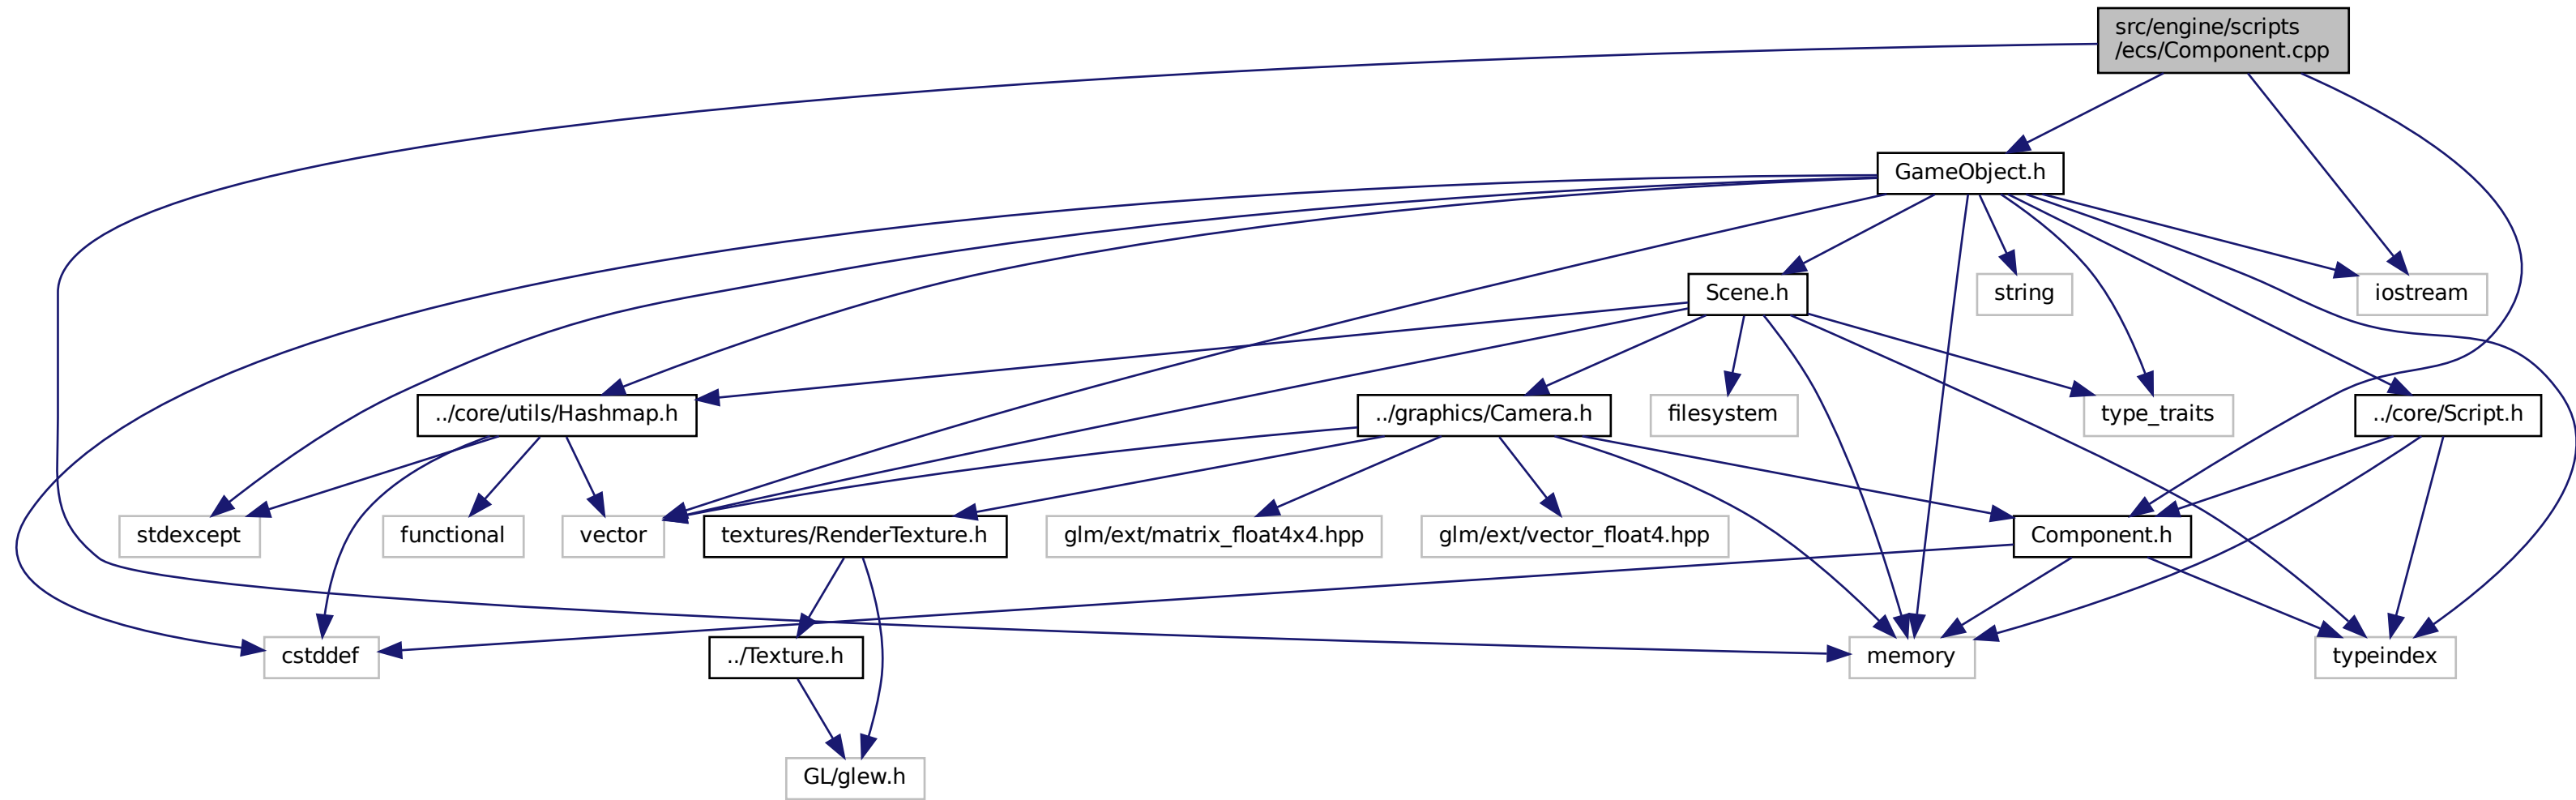 src/engine/scripts
/ecs/Component.cpp
GameObject.h
Scene.h
string
iostream
../core/utils/Hashmap.h
../graphics/Camera.h
filesystem
type_traits
../core/Script.h
stdexcept
functional
vector
textures/RenderTexture.h
glm/ext/matrix_float4x4.hpp
glm/ext/vector_float4.hpp
Component.h
cstddef
../Texture.h
memory
typeindex
GL/glew.h